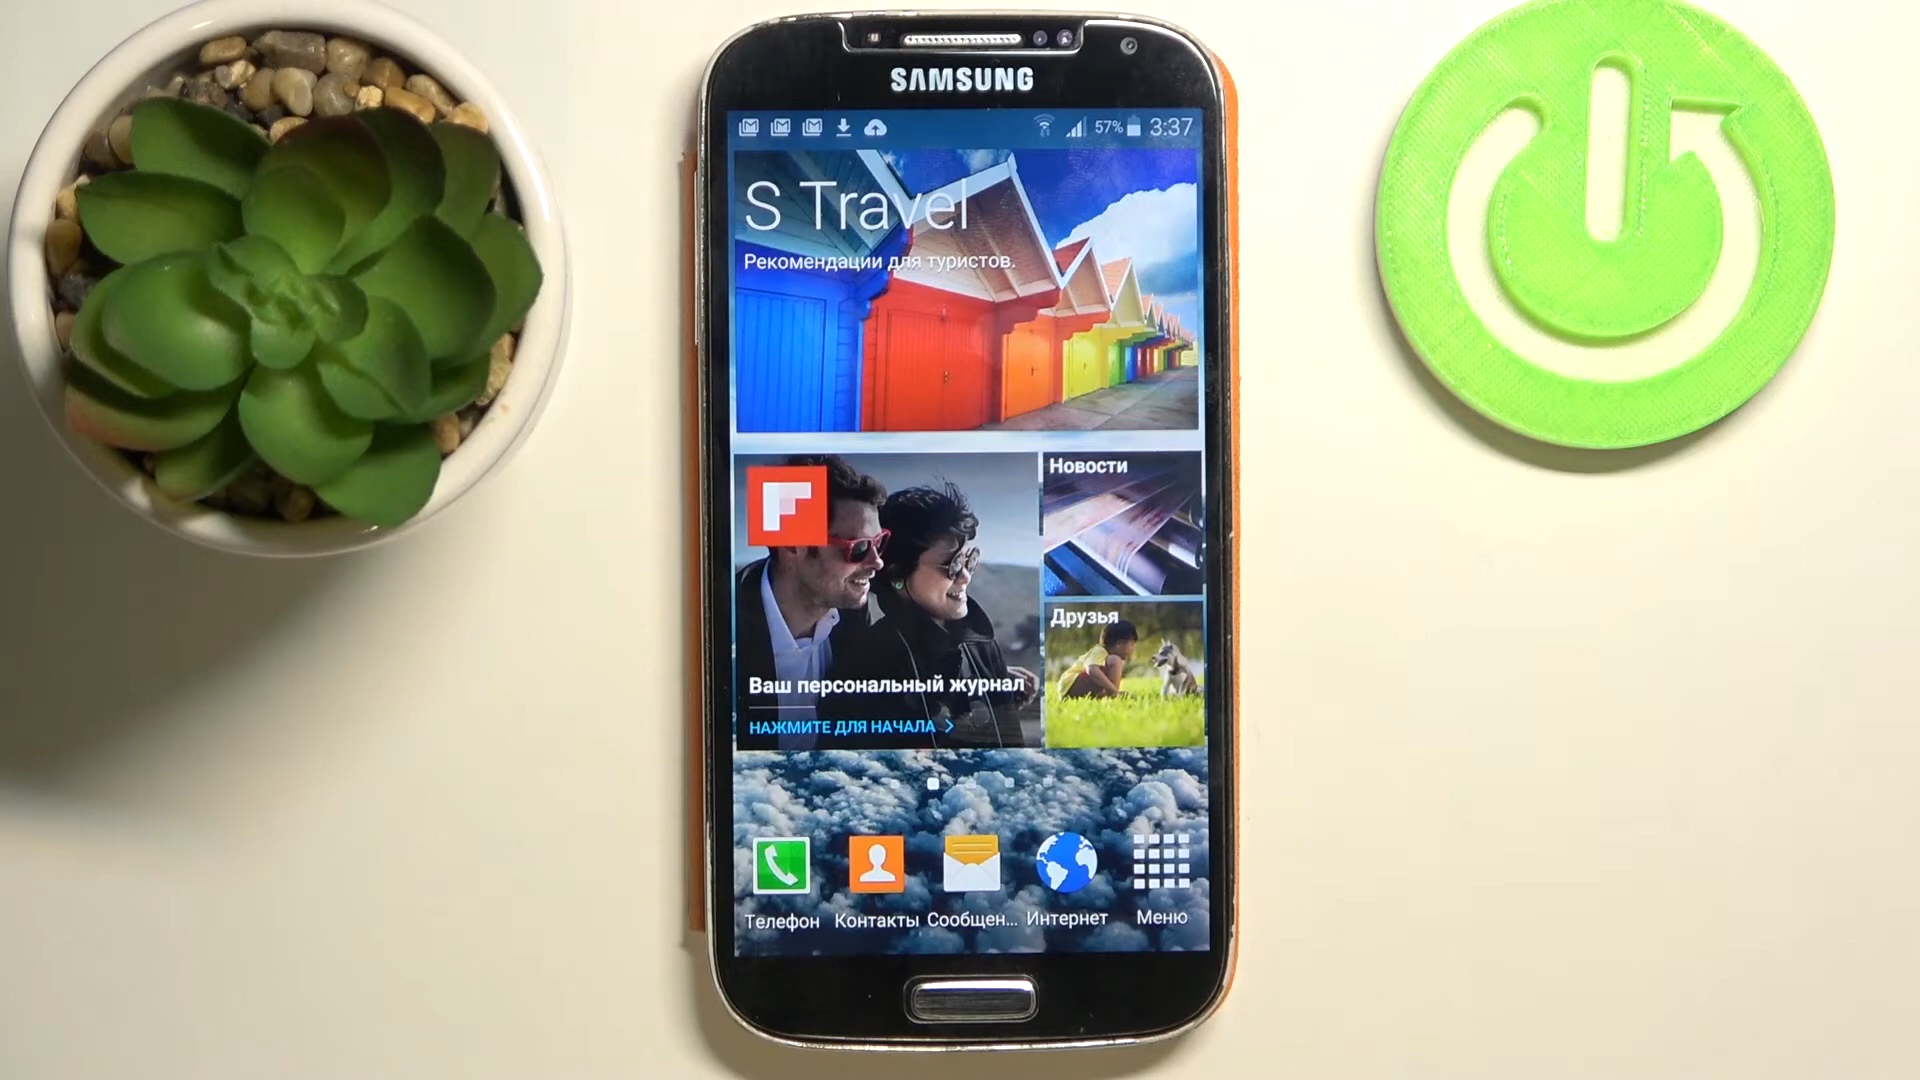 SAMSUNG
57% 3:37
S Travel
Рекомендации для туристов.
Новости
Друзья
Ваш персональный журнал
НАЖМИТЕ ДЛЯ НАЧАЛА >
Телефон Контакты Сообщен... Интернет Меню